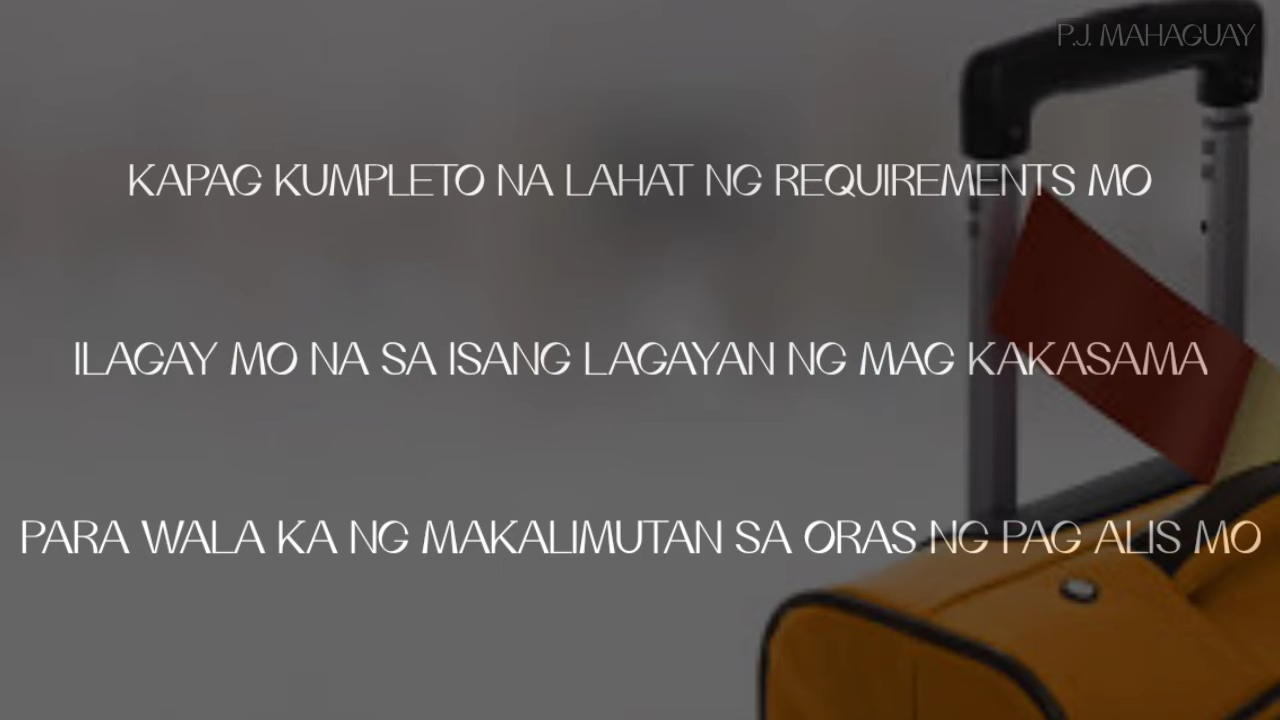 P.J. MAHAGUAY
KAPAG KUMPLETO NA LAHAT NG REQUIREMENTS MO
ILAGAY MO NA SA ISANG LAGAYAN NG MAG KAKASAMA
PARA WALA KA NG MAKALIMUTAN SA ORAS NG PAG ALIS MO